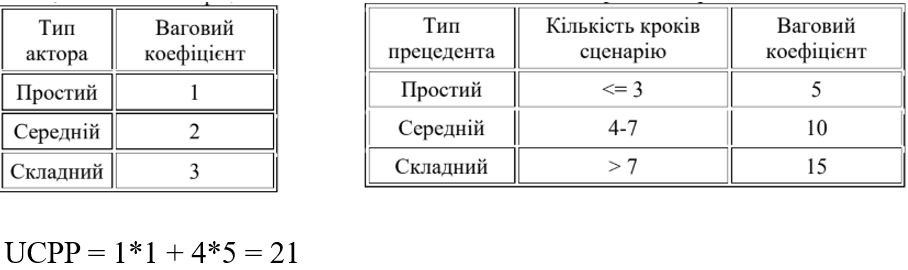 Тип актора Ваговий коефіцієнт
Простий 1
Середній 2
Складний 3
Тип прецедента Кількість кроків сценарію Ваговий коефіцієнт
Простий <= 3 5
Середній 4-7 10
Складний > 7 15
UCPP = 1*1 + 4*5 = 21